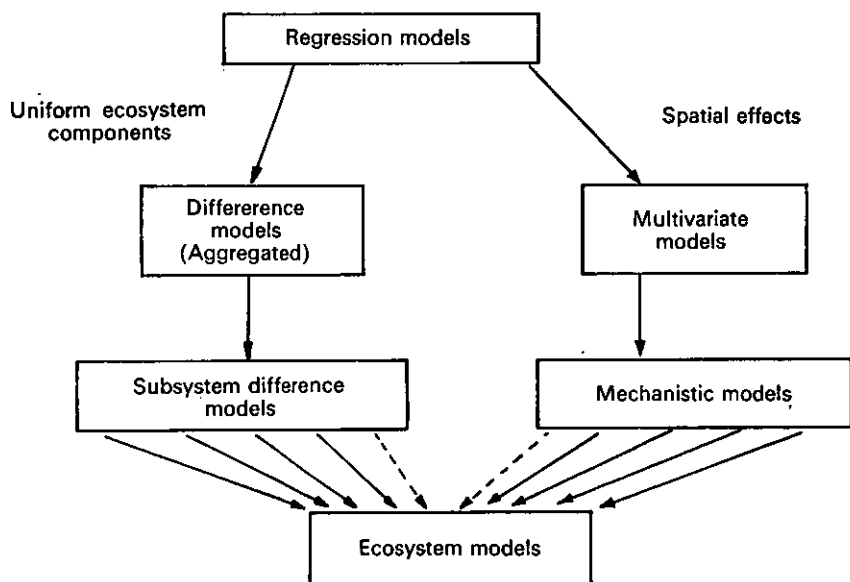 Regression models
Uniform ecosystem
components
Spatial effects
Differerence
models
(Aggregated)
Multivariate
models
Subsystem difference
models
Mechanistic models
Ecosystem models